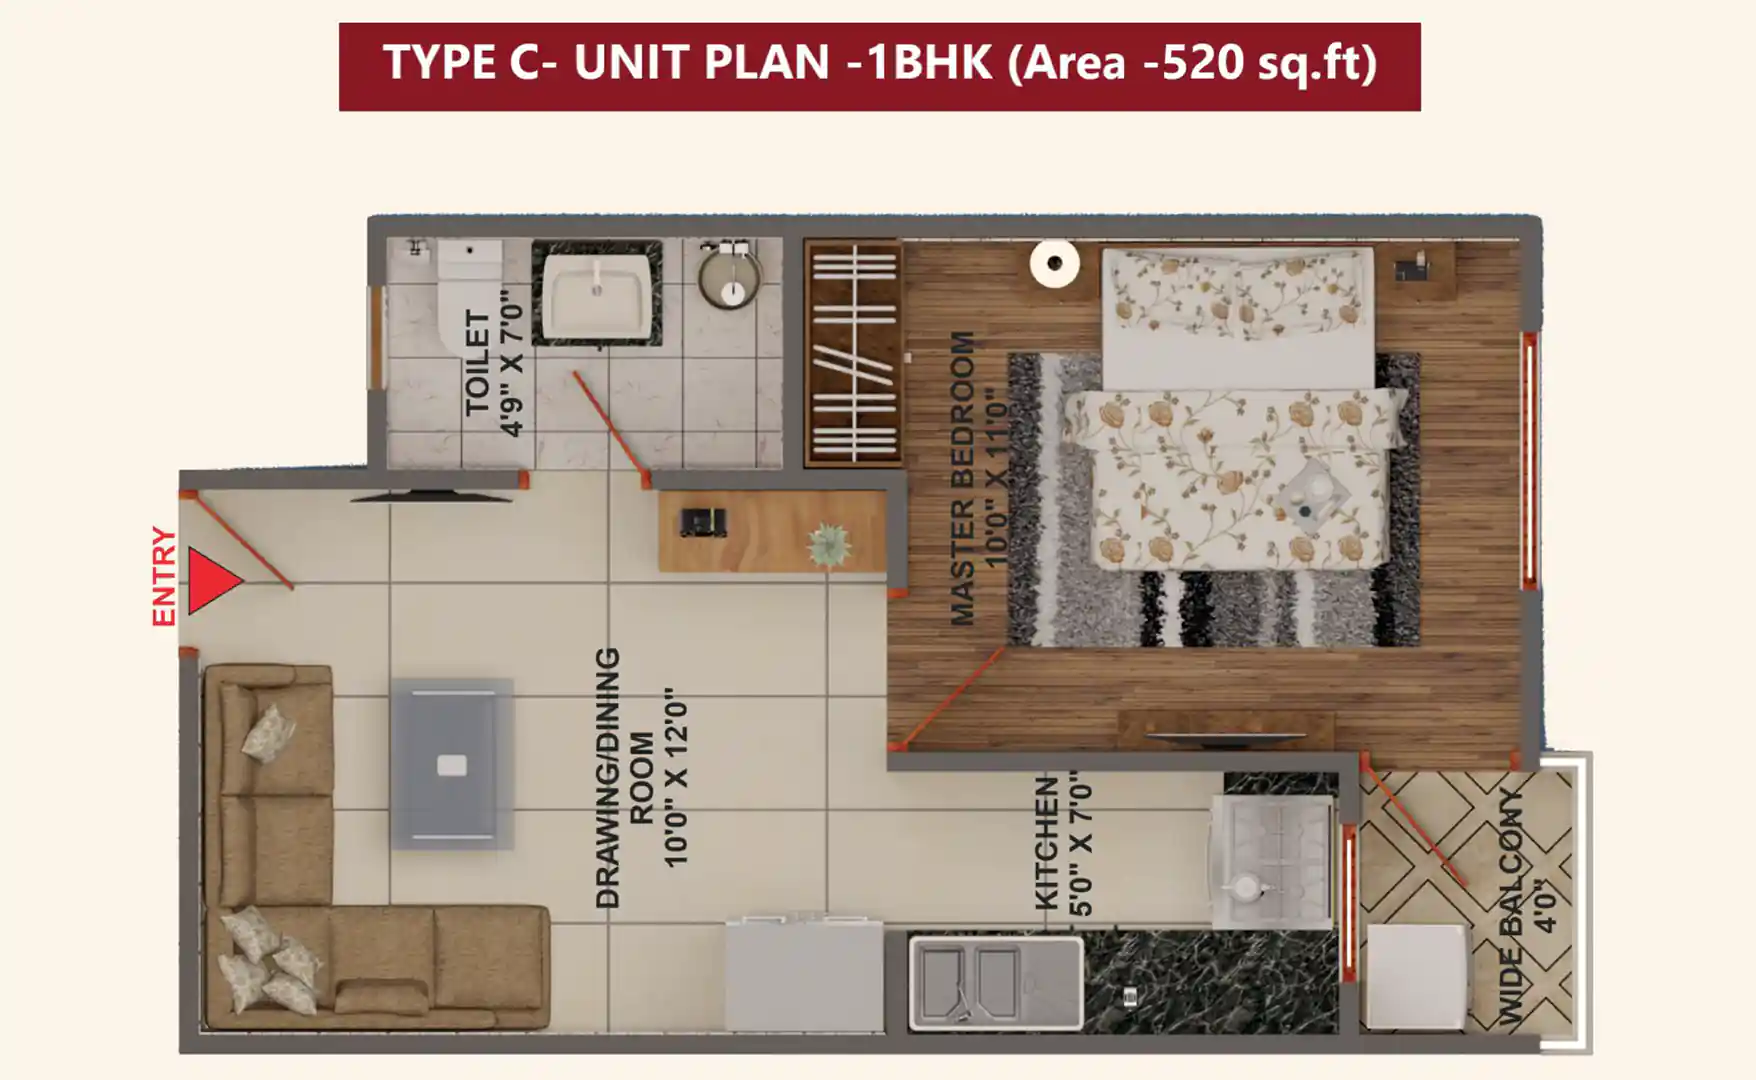 TYPE C- UNIT PLAN -1BHK (Area -520 sq.ft)
TOILET
4'9" X 7'0"
MASTER BEDROOM
10'0" X 11'0"
ENTRY
DRAWING/DINING
ROOM
10'0" X 12'0"
KITCHEN
5'0" X 7'0"
WIDE BALCONY
4'0"